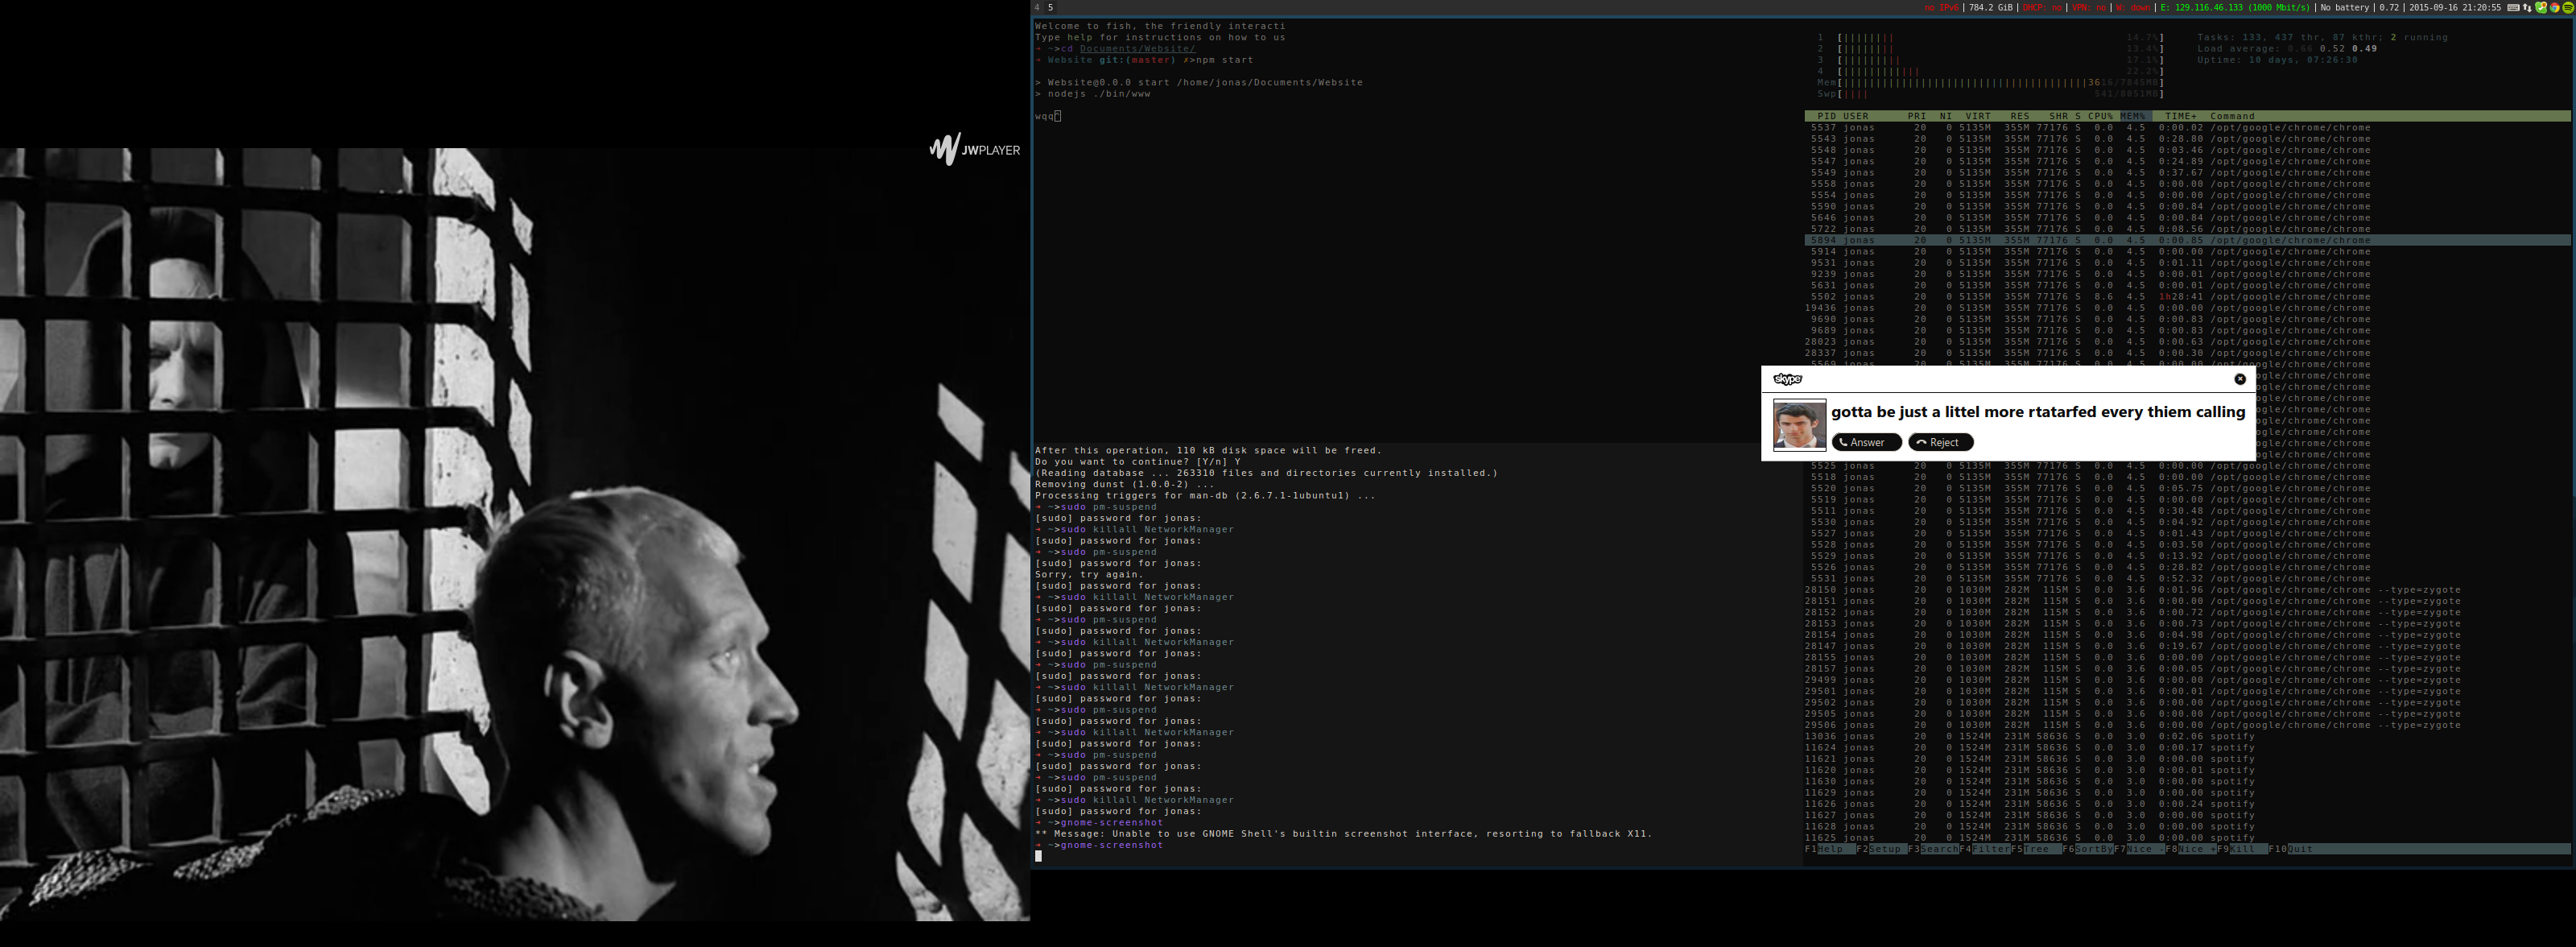 JWPLAYER
4 5
no IPv6 | 784.2 GiB | DHCP: no | VPN: no | W: down | E: 129.116.46.133 (1000 Mbit/s) | No battery | 0.72 | 2015-09-16 21:20:55
Welcome to fish, the friendly interacti
Type help for instructions on how to us
➜ ~>cd Documents/Website/
➜ Website git:(master) ✗>npm start
> Website@0.0.0 start /home/jonas/Documents/Website
> nodejs ./bin/www
wqq
After this operation, 110 kB disk space will be freed.
Do you want to continue? [Y/n] Y
(Reading database ... 263310 files and directories currently installed.)
Removing dunst (1.0.0-2) ...
Processing triggers for man-db (2.6.7.1-1ubuntu1) ...
➜ ~>sudo pm-suspend
[sudo] password for jonas:
➜ ~>sudo killall NetworkManager
[sudo] password for jonas:
➜ ~>sudo pm-suspend
[sudo] password for jonas:
Sorry, try again.
[sudo] password for jonas:
➜ ~>sudo killall NetworkManager
[sudo] password for jonas:
➜ ~>sudo pm-suspend
[sudo] password for jonas:
➜ ~>sudo killall NetworkManager
[sudo] password for jonas:
➜ ~>sudo pm-suspend
[sudo] password for jonas:
➜ ~>sudo killall NetworkManager
[sudo] password for jonas:
➜ ~>sudo pm-suspend
[sudo] password for jonas:
➜ ~>sudo killall NetworkManager
[sudo] password for jonas:
➜ ~>sudo pm-suspend
[sudo] password for jonas:
➜ ~>sudo pm-suspend
[sudo] password for jonas:
➜ ~>sudo killall NetworkManager
[sudo] password for jonas:
➜ ~>gnome-screenshot
** Message: Unable to use GNOME Shell's builtin screenshot interface, resorting to fallback X11.
➜ ~>gnome-screenshot
1 [|||||||| 14.7%] Tasks: 133, 437 thr, 87 kthr; 2 running
2 [|||||||| 13.4%] Load average: 0.66 0.52 0.49
3 [||||||||| 17.1%] Uptime: 10 days, 07:26:30
4 [|||||||||||| 22.2%]
Mem[||||||||||||||||||||||||||||||||||||||3616/7845MB]
Swp[|||| 541/8051MB]
PID USER PRI NI VIRT RES SHR S CPU% MEM% TIME+ Command
5537 jonas 20 0 5135M 355M 77176 S 0.0 4.5 0:00.02 /opt/google/chrome/chrome
5543 jonas 20 0 5135M 355M 77176 S 0.0 4.5 0:28.80 /opt/google/chrome/chrome
5548 jonas 20 0 5135M 355M 77176 S 0.0 4.5 0:03.46 /opt/google/chrome/chrome
5547 jonas 20 0 5135M 355M 77176 S 0.0 4.5 0:24.89 /opt/google/chrome/chrome
5549 jonas 20 0 5135M 355M 77176 S 0.0 4.5 0:37.67 /opt/google/chrome/chrome
5558 jonas 20 0 5135M 355M 77176 S 0.0 4.5 0:00.00 /opt/google/chrome/chrome
5554 jonas 20 0 5135M 355M 77176 S 0.0 4.5 0:00.00 /opt/google/chrome/chrome
5590 jonas 20 0 5135M 355M 77176 S 0.0 4.5 0:00.84 /opt/google/chrome/chrome
5646 jonas 20 0 5135M 355M 77176 S 0.0 4.5 0:00.84 /opt/google/chrome/chrome
5722 jonas 20 0 5135M 355M 77176 S 0.0 4.5 0:08.56 /opt/google/chrome/chrome
5894 jonas 20 0 5135M 355M 77176 S 0.0 4.5 0:00.85 /opt/google/chrome/chrome
5914 jonas 20 0 5135M 355M 77176 S 0.0 4.5 0:00.00 /opt/google/chrome/chrome
9531 jonas 20 0 5135M 355M 77176 S 0.0 4.5 0:01.11 /opt/google/chrome/chrome
9239 jonas 20 0 5135M 355M 77176 S 0.0 4.5 0:00.01 /opt/google/chrome/chrome
5631 jonas 20 0 5135M 355M 77176 S 0.0 4.5 0:00.01 /opt/google/chrome/chrome
5502 jonas 20 0 5135M 355M 77176 S 8.6 4.5 1h28:41 /opt/google/chrome/chrome
19436 jonas 20 0 5135M 355M 77176 S 0.0 4.5 0:00.00 /opt/google/chrome/chrome
9690 jonas 20 0 5135M 355M 77176 S 0.0 4.5 0:00.83 /opt/google/chrome/chrome
9689 jonas 20 0 5135M 355M 77176 S 0.0 4.5 0:00.83 /opt/google/chrome/chrome
28023 jonas 20 0 5135M 355M 77176 S 0.0 4.5 0:00.63 /opt/google/chrome/chrome
28337 jonas 20 0 5135M 355M 77176 S 0.0 4.5 0:00.30 /opt/google/chrome/chrome
skype
gotta be just a littel more rtatarfed every thiem calling
Answer Reject
5525 jonas 20 0 5135M 355M 77176 S 0.0 4.5 0:00.00 /opt/google/chrome/chrome
5518 jonas 20 0 5135M 355M 77176 S 0.0 4.5 0:00.00 /opt/google/chrome/chrome
5520 jonas 20 0 5135M 355M 77176 S 0.0 4.5 0:05.75 /opt/google/chrome/chrome
5519 jonas 20 0 5135M 355M 77176 S 0.0 4.5 0:00.00 /opt/google/chrome/chrome
5511 jonas 20 0 5135M 355M 77176 S 0.0 4.5 0:30.48 /opt/google/chrome/chrome
5530 jonas 20 0 5135M 355M 77176 S 0.0 4.5 0:04.92 /opt/google/chrome/chrome
5527 jonas 20 0 5135M 355M 77176 S 0.0 4.5 0:01.43 /opt/google/chrome/chrome
5528 jonas 20 0 5135M 355M 77176 S 0.0 4.5 0:03.50 /opt/google/chrome/chrome
5529 jonas 20 0 5135M 355M 77176 S 0.0 4.5 0:13.92 /opt/google/chrome/chrome
5526 jonas 20 0 5135M 355M 77176 S 0.0 4.5 0:28.82 /opt/google/chrome/chrome
5531 jonas 20 0 5135M 355M 77176 S 0.0 4.5 0:52.32 /opt/google/chrome/chrome
28150 jonas 20 0 1030M 282M 115M S 0.0 3.6 0:01.96 /opt/google/chrome/chrome --type=zygote
28151 jonas 20 0 1030M 282M 115M S 0.0 3.6 0:00.00 /opt/google/chrome/chrome --type=zygote
28152 jonas 20 0 1030M 282M 115M S 0.0 3.6 0:00.72 /opt/google/chrome/chrome --type=zygote
28153 jonas 20 0 1030M 282M 115M S 0.0 3.6 0:00.73 /opt/google/chrome/chrome --type=zygote
28154 jonas 20 0 1030M 282M 115M S 0.0 3.6 0:04.98 /opt/google/chrome/chrome --type=zygote
28147 jonas 20 0 1030M 282M 115M S 0.0 3.6 0:19.67 /opt/google/chrome/chrome --type=zygote
28155 jonas 20 0 1030M 282M 115M S 0.0 3.6 0:00.00 /opt/google/chrome/chrome --type=zygote
28157 jonas 20 0 1030M 282M 115M S 0.0 3.6 0:00.05 /opt/google/chrome/chrome --type=zygote
29499 jonas 20 0 1030M 282M 115M S 0.0 3.6 0:00.00 /opt/google/chrome/chrome --type=zygote
29501 jonas 20 0 1030M 282M 115M S 0.0 3.6 0:00.01 /opt/google/chrome/chrome --type=zygote
29502 jonas 20 0 1030M 282M 115M S 0.0 3.6 0:00.00 /opt/google/chrome/chrome --type=zygote
29505 jonas 20 0 1030M 282M 115M S 0.0 3.6 0:00.00 /opt/google/chrome/chrome --type=zygote
29506 jonas 20 0 1030M 282M 115M S 0.0 3.6 0:00.00 /opt/google/chrome/chrome --type=zygote
13036 jonas 20 0 1524M 231M 58636 S 0.0 3.0 0:02.06 spotify
11624 jonas 20 0 1524M 231M 58636 S 0.0 3.0 0:00.17 spotify
11621 jonas 20 0 1524M 231M 58636 S 0.0 3.0 0:00.00 spotify
11620 jonas 20 0 1524M 231M 58636 S 0.0 3.0 0:00.01 spotify
11630 jonas 20 0 1524M 231M 58636 S 0.0 3.0 0:00.00 spotify
11629 jonas 20 0 1524M 231M 58636 S 0.0 3.0 0:00.00 spotify
11626 jonas 20 0 1524M 231M 58636 S 0.0 3.0 0:00.24 spotify
11627 jonas 20 0 1524M 231M 58636 S 0.0 3.0 0:00.00 spotify
11628 jonas 20 0 1524M 231M 58636 S 0.0 3.0 0:00.00 spotify
11625 jonas 20 0 1524M 231M 58636 S 0.0 3.0 0:00.00 spotify
F1Help F2Setup F3SearchF4FilterF5Tree F6SortByF7Nice -F8Nice +F9Kill F10Quit